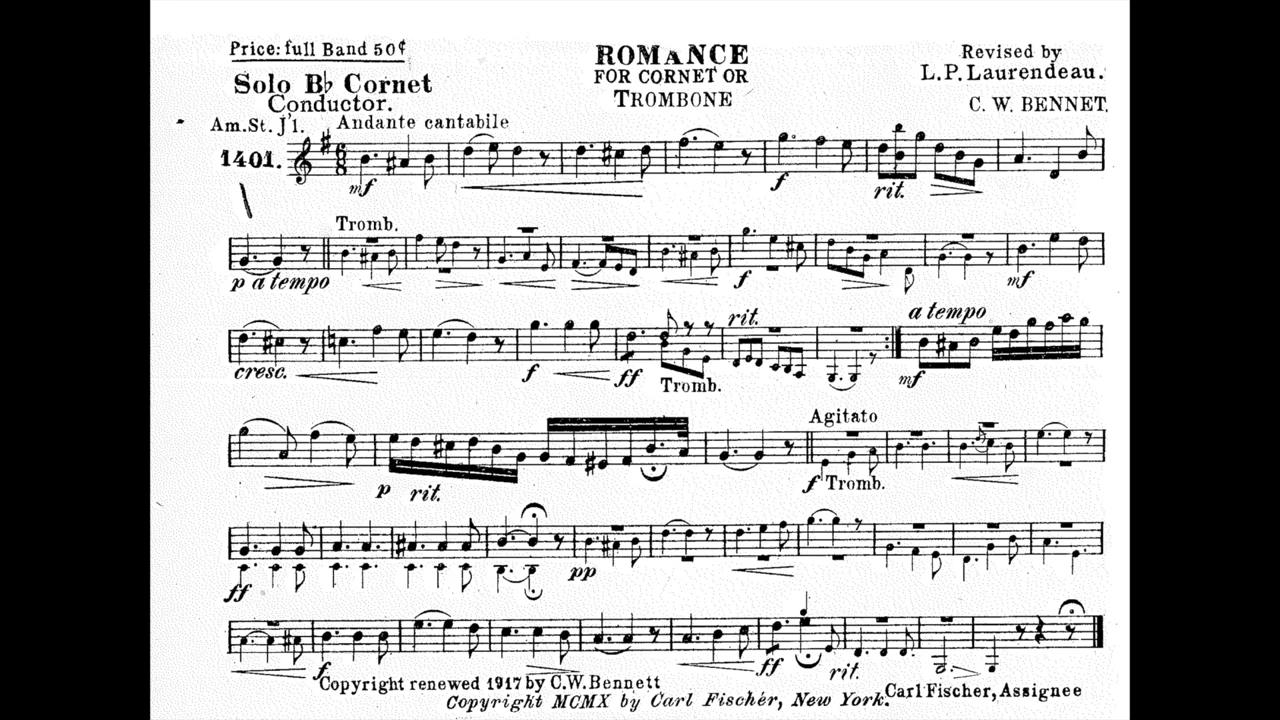 Price: full Band 50¢
Solo B♭ Cornet
Conductor.
ROMANCE
FOR CORNET OR
TROMBONE
Revised by
L.P. Laurendeau.
C. W. BENNET.
Am. St. J'l. Andante cantabile
1401.
mf f rit.
Tromb.
p a tempo f mf
rit. a tempo
cresc. f ff Tromb. mf
Agitato
p rit. f Tromb.
ff pp
f ff rit.
Copyright renewed 1917 by C.W. Bennett
Carl Fischer, Assignee
Copyright MCMX by Carl Fischer, New York.